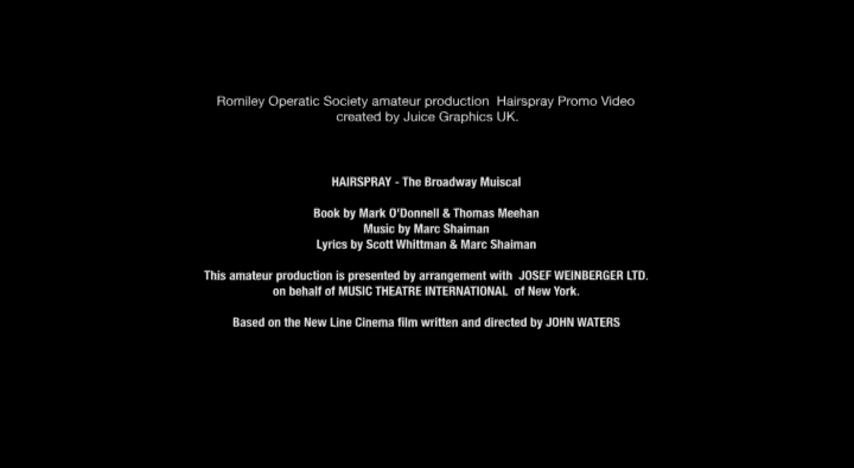 Romiley Operatic Society amateur production  Hairspray Promo Video
created by Juice Graphics UK.
HAIRSPRAY - The Broadway Muiscal
Book by Mark O'Donnell & Thomas Meehan
Music by Marc Shaiman
Lyrics by Scott Whittman & Marc Shaiman
This amateur production is presented by arrangement with  JOSEF WEINBERGER LTD.
on behalf of MUSIC THEATRE INTERNATIONAL  of New York.
Based on the New Line Cinema film written and directed by JOHN WATERS